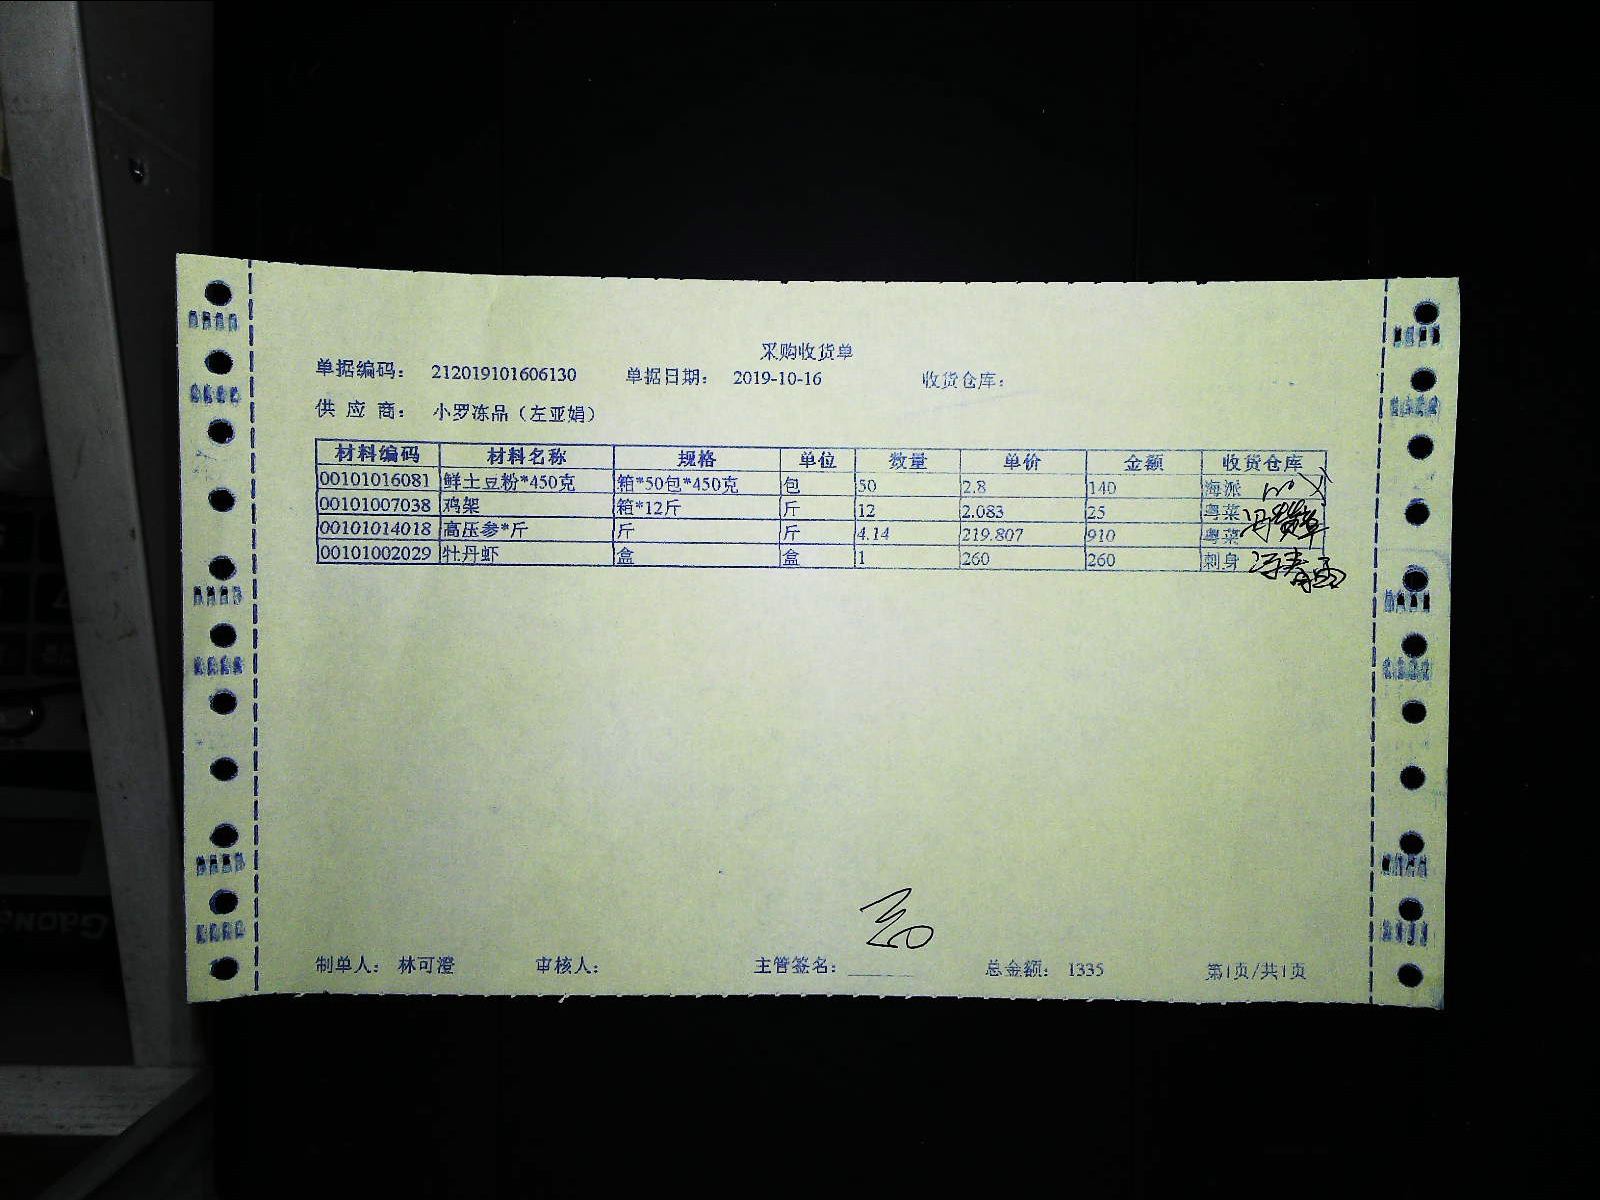 采购收货单
单据编码： 212019101606130 单据日期： 2019-10-16 收货仓库：
供 应 商： 小罗冻品（左亚娟）
材料编码 材料名称 规格 单位 数量 单价 金额 收货仓库
00101016081 鲜土豆粉*450克 箱*50包*450克 包 50 2.8 140 海派
00101007038 鸡架 箱*12斤 斤 12 2.083 25 粤菜
00101014018 高压参*斤 斤 斤 4.14 219.807 910 粤菜
00101002029 牡丹虾 盒 盒 1 260 260 刺身
制单人： 林可澄 审核人： 主管签名： 总金额： 1335 第1页/共1页